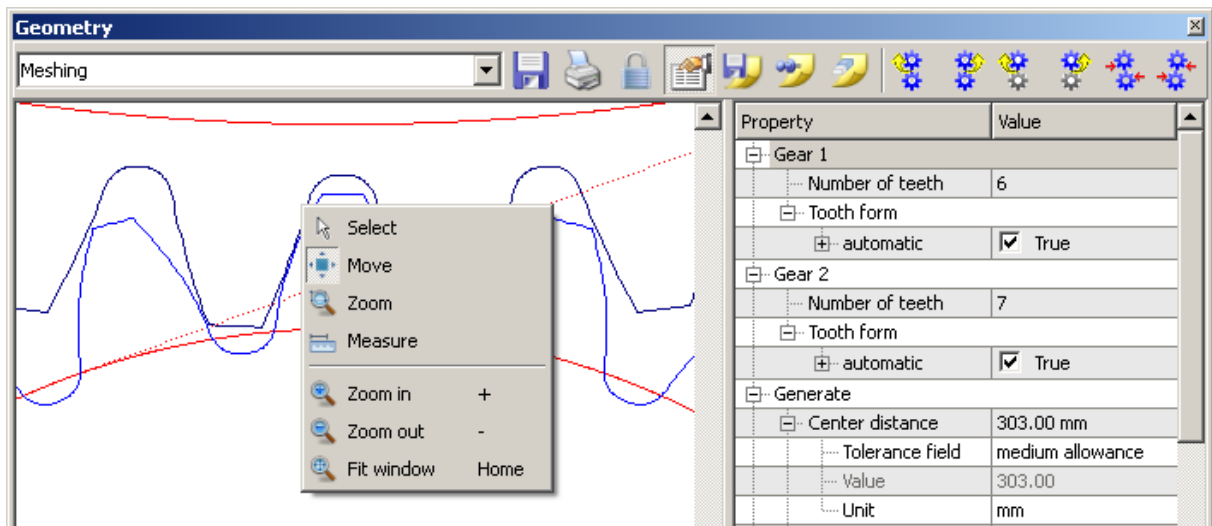 Geometry
Meshing
Select
Move
Zoom
Measure
Zoom in +
Zoom out -
Fit window Home
Property Value
Gear 1
Number of teeth 6
Tooth form
automatic True
Gear 2
Number of teeth 7
Tooth form
automatic True
Generate
Center distance 303.00 mm
Tolerance field medium allowance
Value 303.00
Unit mm